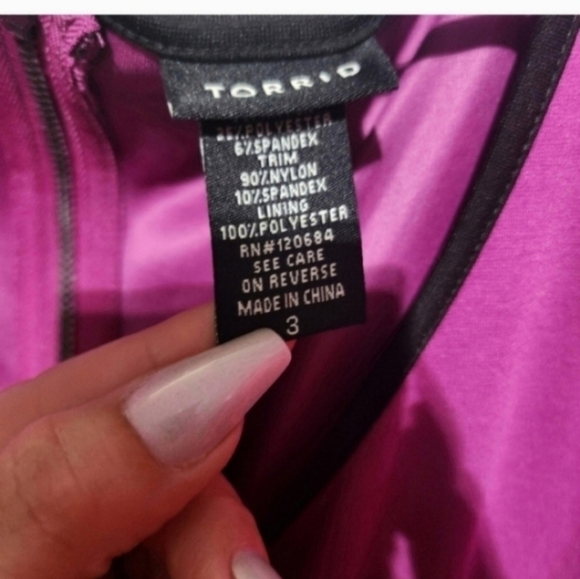 TORRID
POLYESTER
6%SPANDEX
TRIM
90%NYLON
10%SPANDEX
LINING
100%POLYESTER
RN#120684
SEE CARE
ON REVERSE
MADE IN CHINA
3